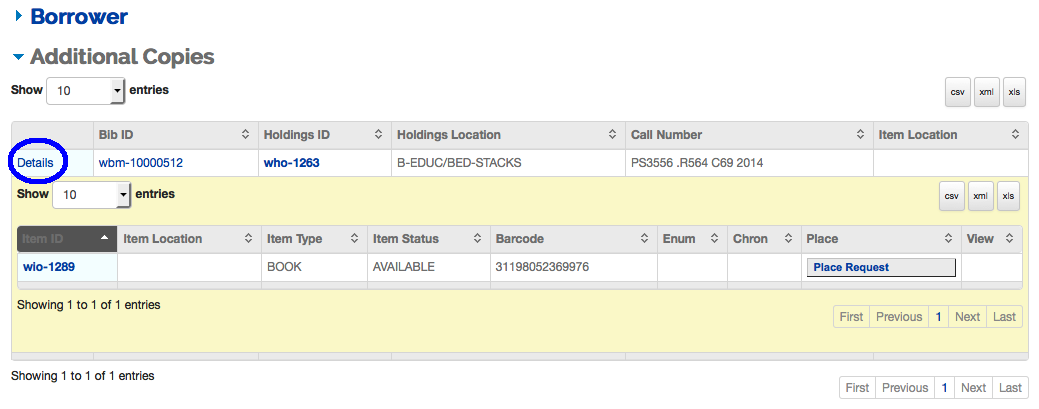 Borrower
Additional Copies
Show 10 entries csv xml xls
Bib ID Holdings ID Holdings Location Call Number Item Location
Details wbm-10000512 who-1263 B-EDUC/BED-STACKS PS3556 .R564 C69 2014
Show 10 entries csv xml xls
Item ID Item Location Item Type Item Status Barcode Enum Chron Place View
wio-1289 BOOK AVAILABLE 31198052369976 Place Request
Showing 1 to 1 of 1 entries
First Previous 1 Next Last
Showing 1 to 1 of 1 entries
First Previous 1 Next Last